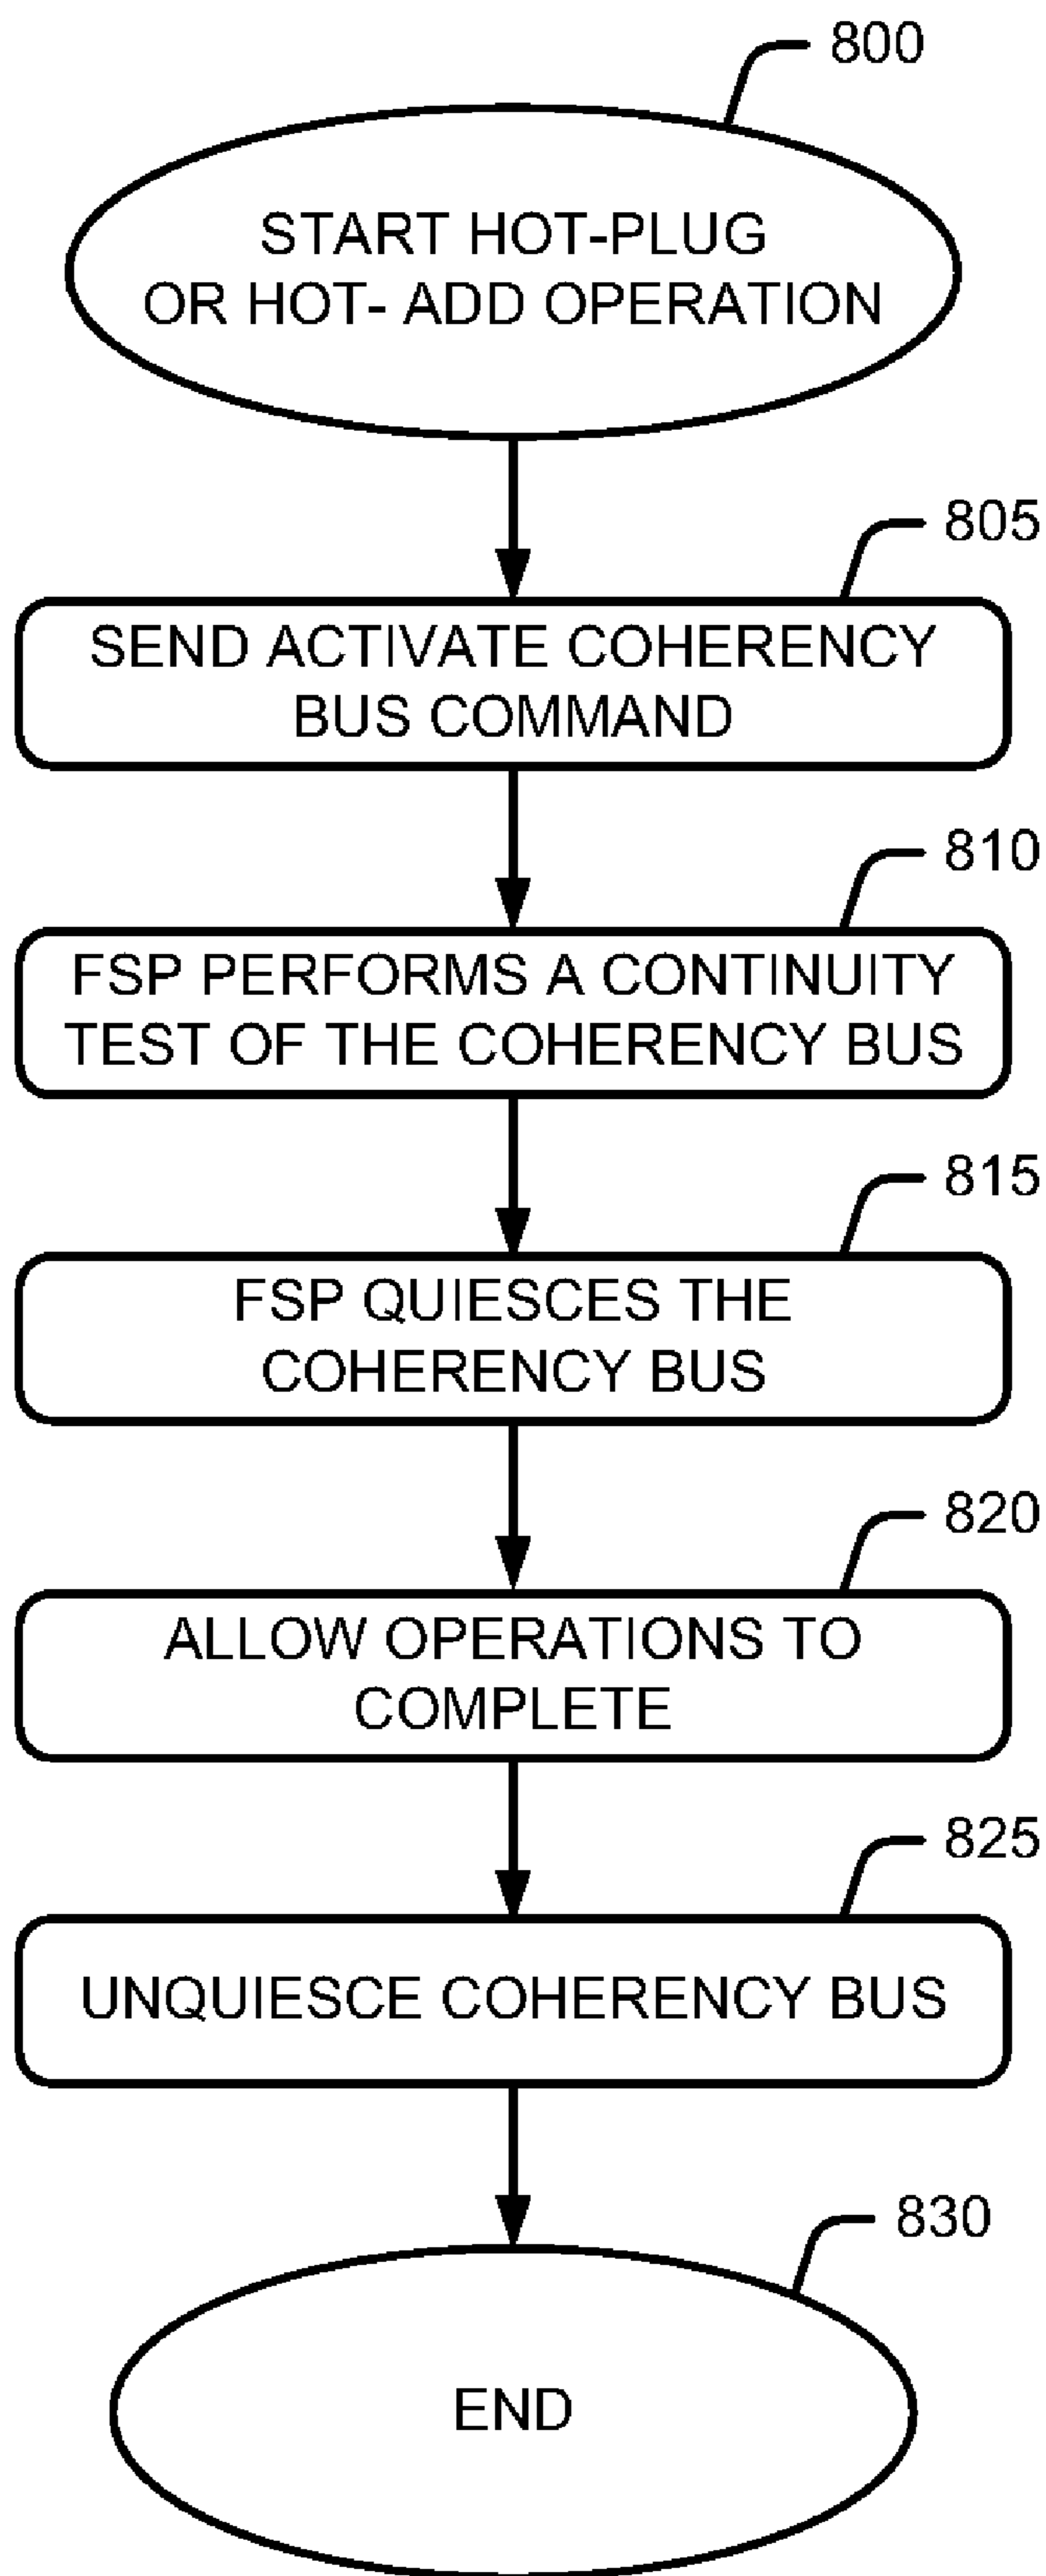 800
START HOT-PLUG
OR HOT- ADD OPERATION
805
SEND ACTIVATE COHERENCY
BUS COMMAND
810
FSP PERFORMS A CONTINUITY
TEST OF THE COHERENCY BUS
815
FSP QUIESCES THE
COHERENCY BUS
820
ALLOW OPERATIONS TO
COMPLETE
825
UNQUIESCE COHERENCY BUS
830
END